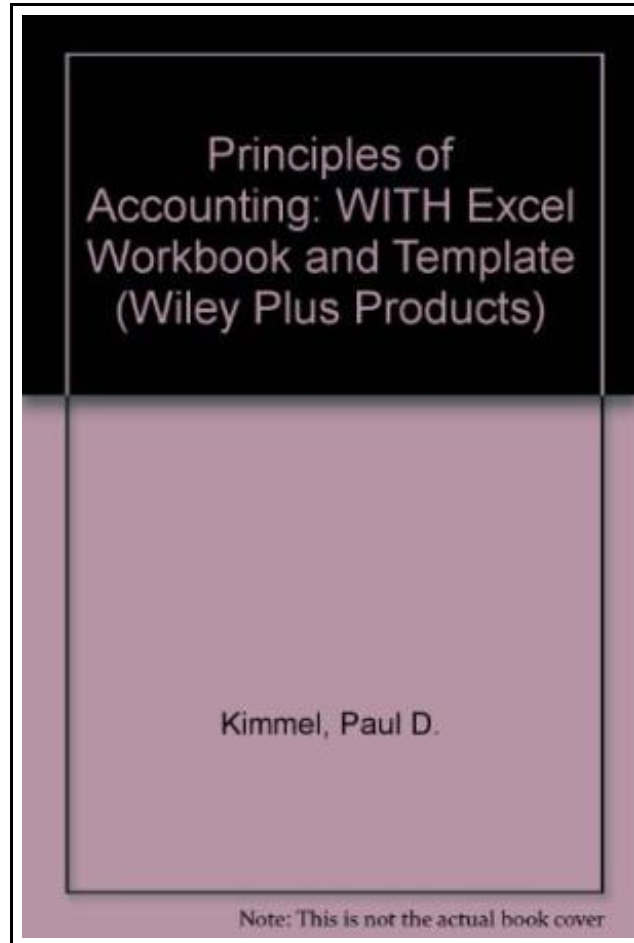 Principles of
Accounting: WITH Excel
Workbook and Template
(Wiley Plus Products)
Kimmel, Paul D.
Note: This is not the actual book cover